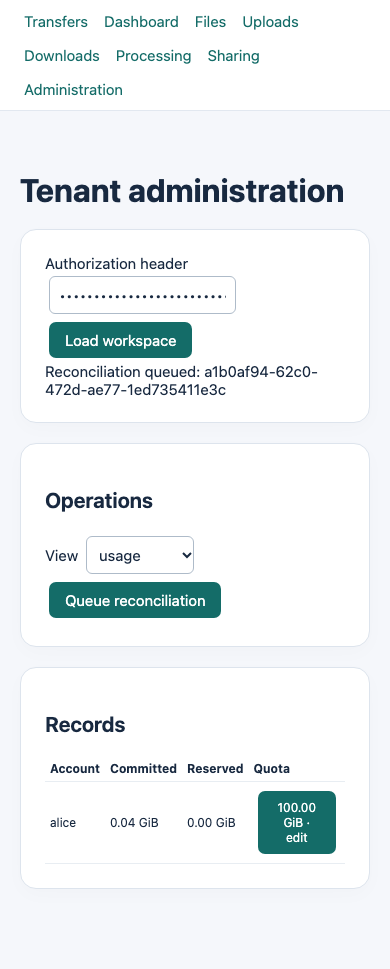 Transfers Dashboard Files Uploads
Downloads Processing Sharing
Administration
Tenant administration
Authorization header
Load workspace
Reconciliation queued: a1b0af94-62c0-
472d-ae77-1ed735411e3c
Operations
View usage
Queue reconciliation
Records
Account Committed Reserved Quota
alice 0.04 GiB 0.00 GiB 100.00
GiB ·
edit